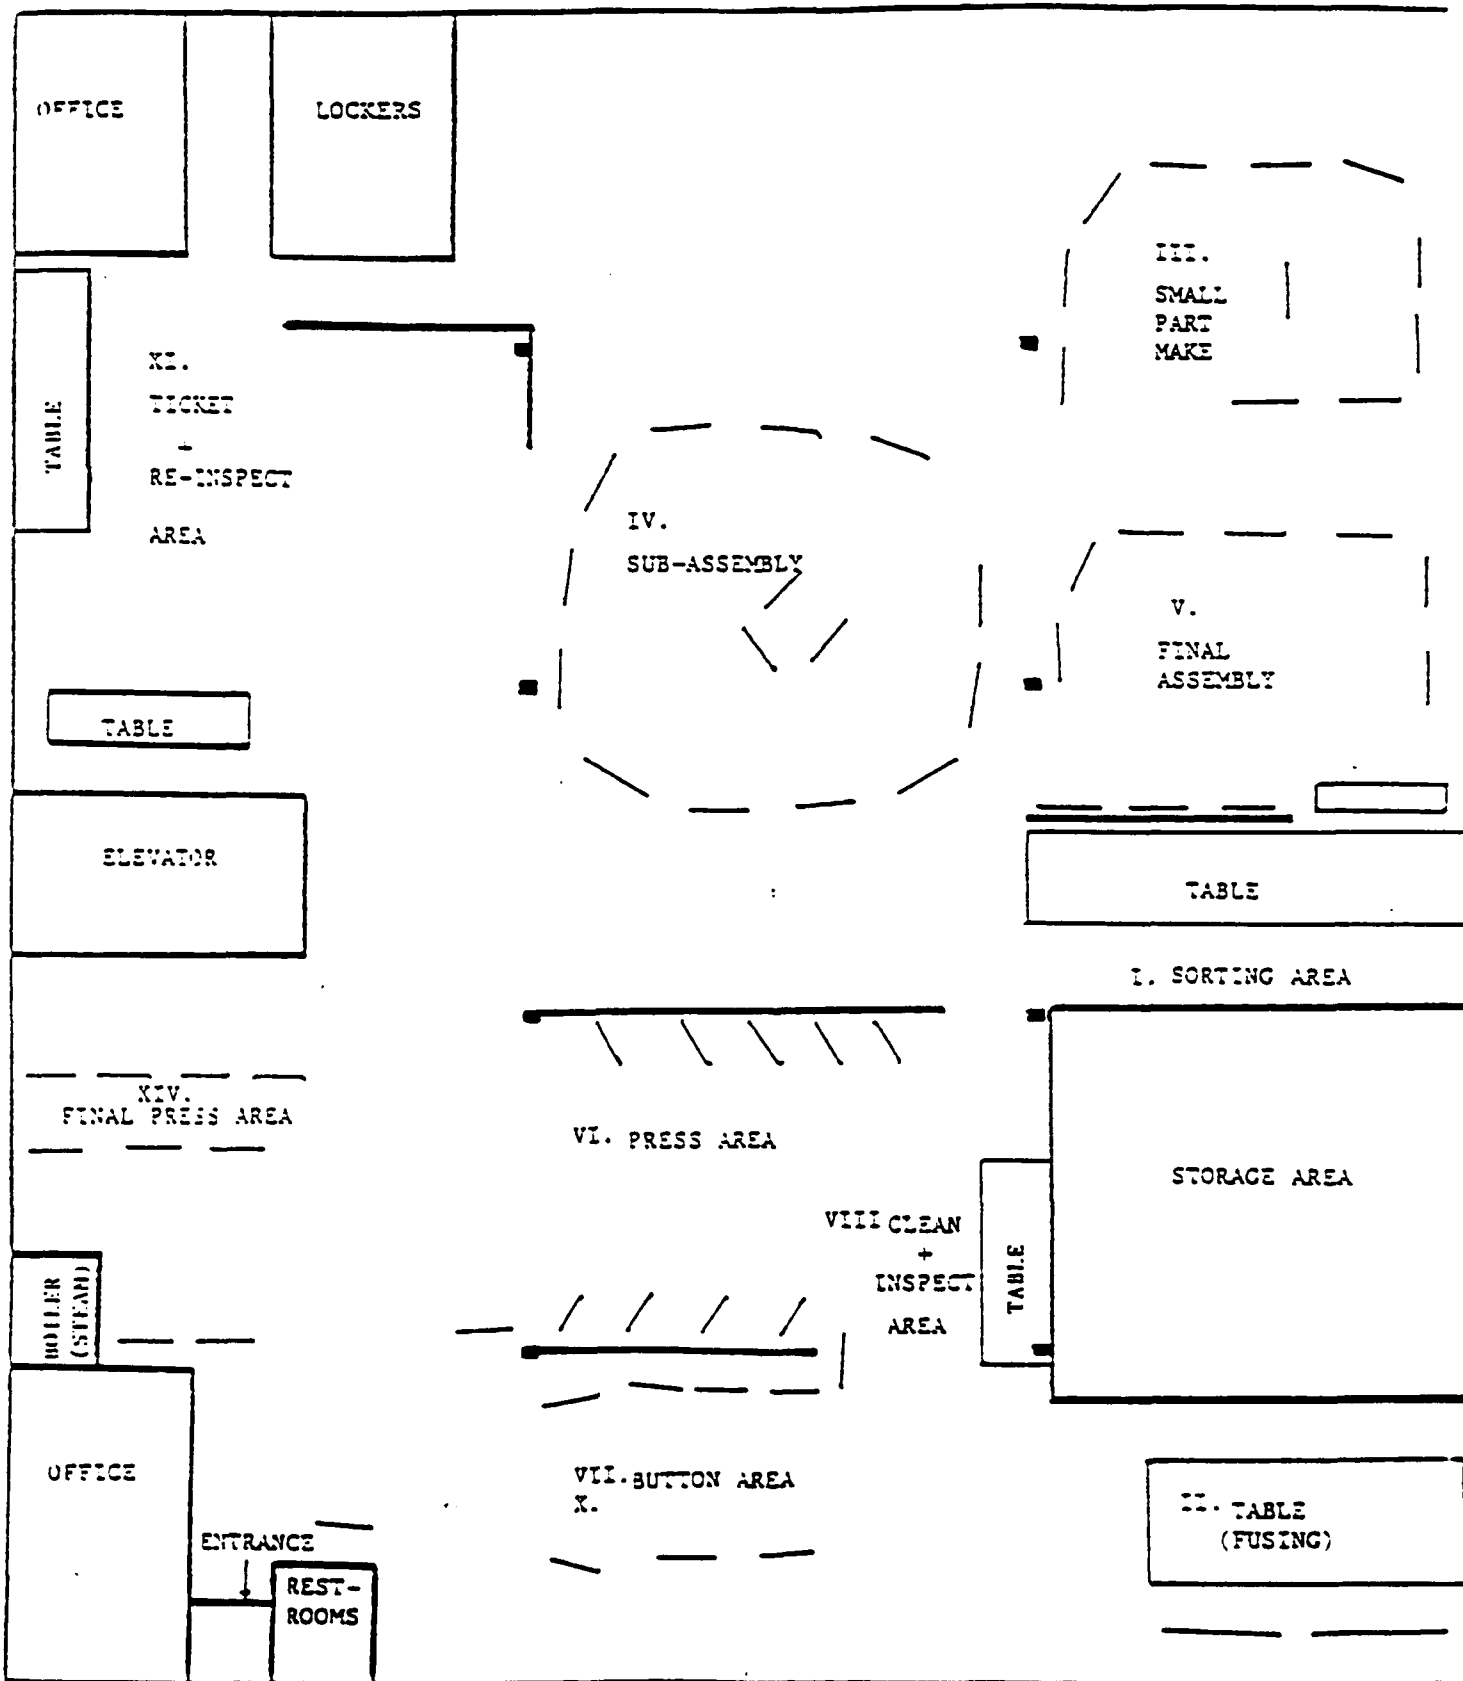 OFFICE
LOCKERS
III.
SMALL
PART
MAKE
XI.
TICKET
+
RE-INSPECT
AREA
TABLE
IV.
SUB-ASSEMBLY
V.
FINAL
ASSEMBLY
TABLE
ELEVATOR
TABLE
I. SORTING AREA
XIV.
FINAL PRESS AREA
VI. PRESS AREA
STORAGE AREA
VIII CLEAN
+
INSPECT
AREA
TABLE
BOILER
(STEAM)
OFFICE
VII. BUTTON AREA
X.
II. TABLE
(FUSING)
ENTRANCE
REST-
ROOMS